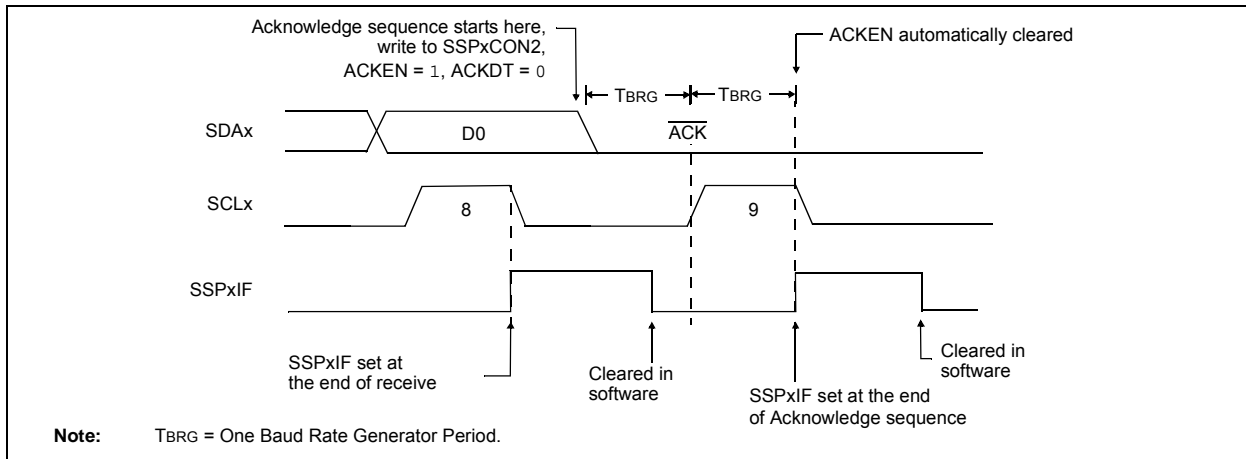 Acknowledge sequence starts here,
write to SSPxCON2,
ACKEN = 1, ACKDT = 0
ACKEN automatically cleared
TBRG
TBRG
SDAx
D0
ACK
SCLx
8
9
SSPxIF
SSPxIF set at
the end of receive
Cleared in
software
SSPxIF set at the end
of Acknowledge sequence
Cleared in
software
Note: TBRG = One Baud Rate Generator Period.